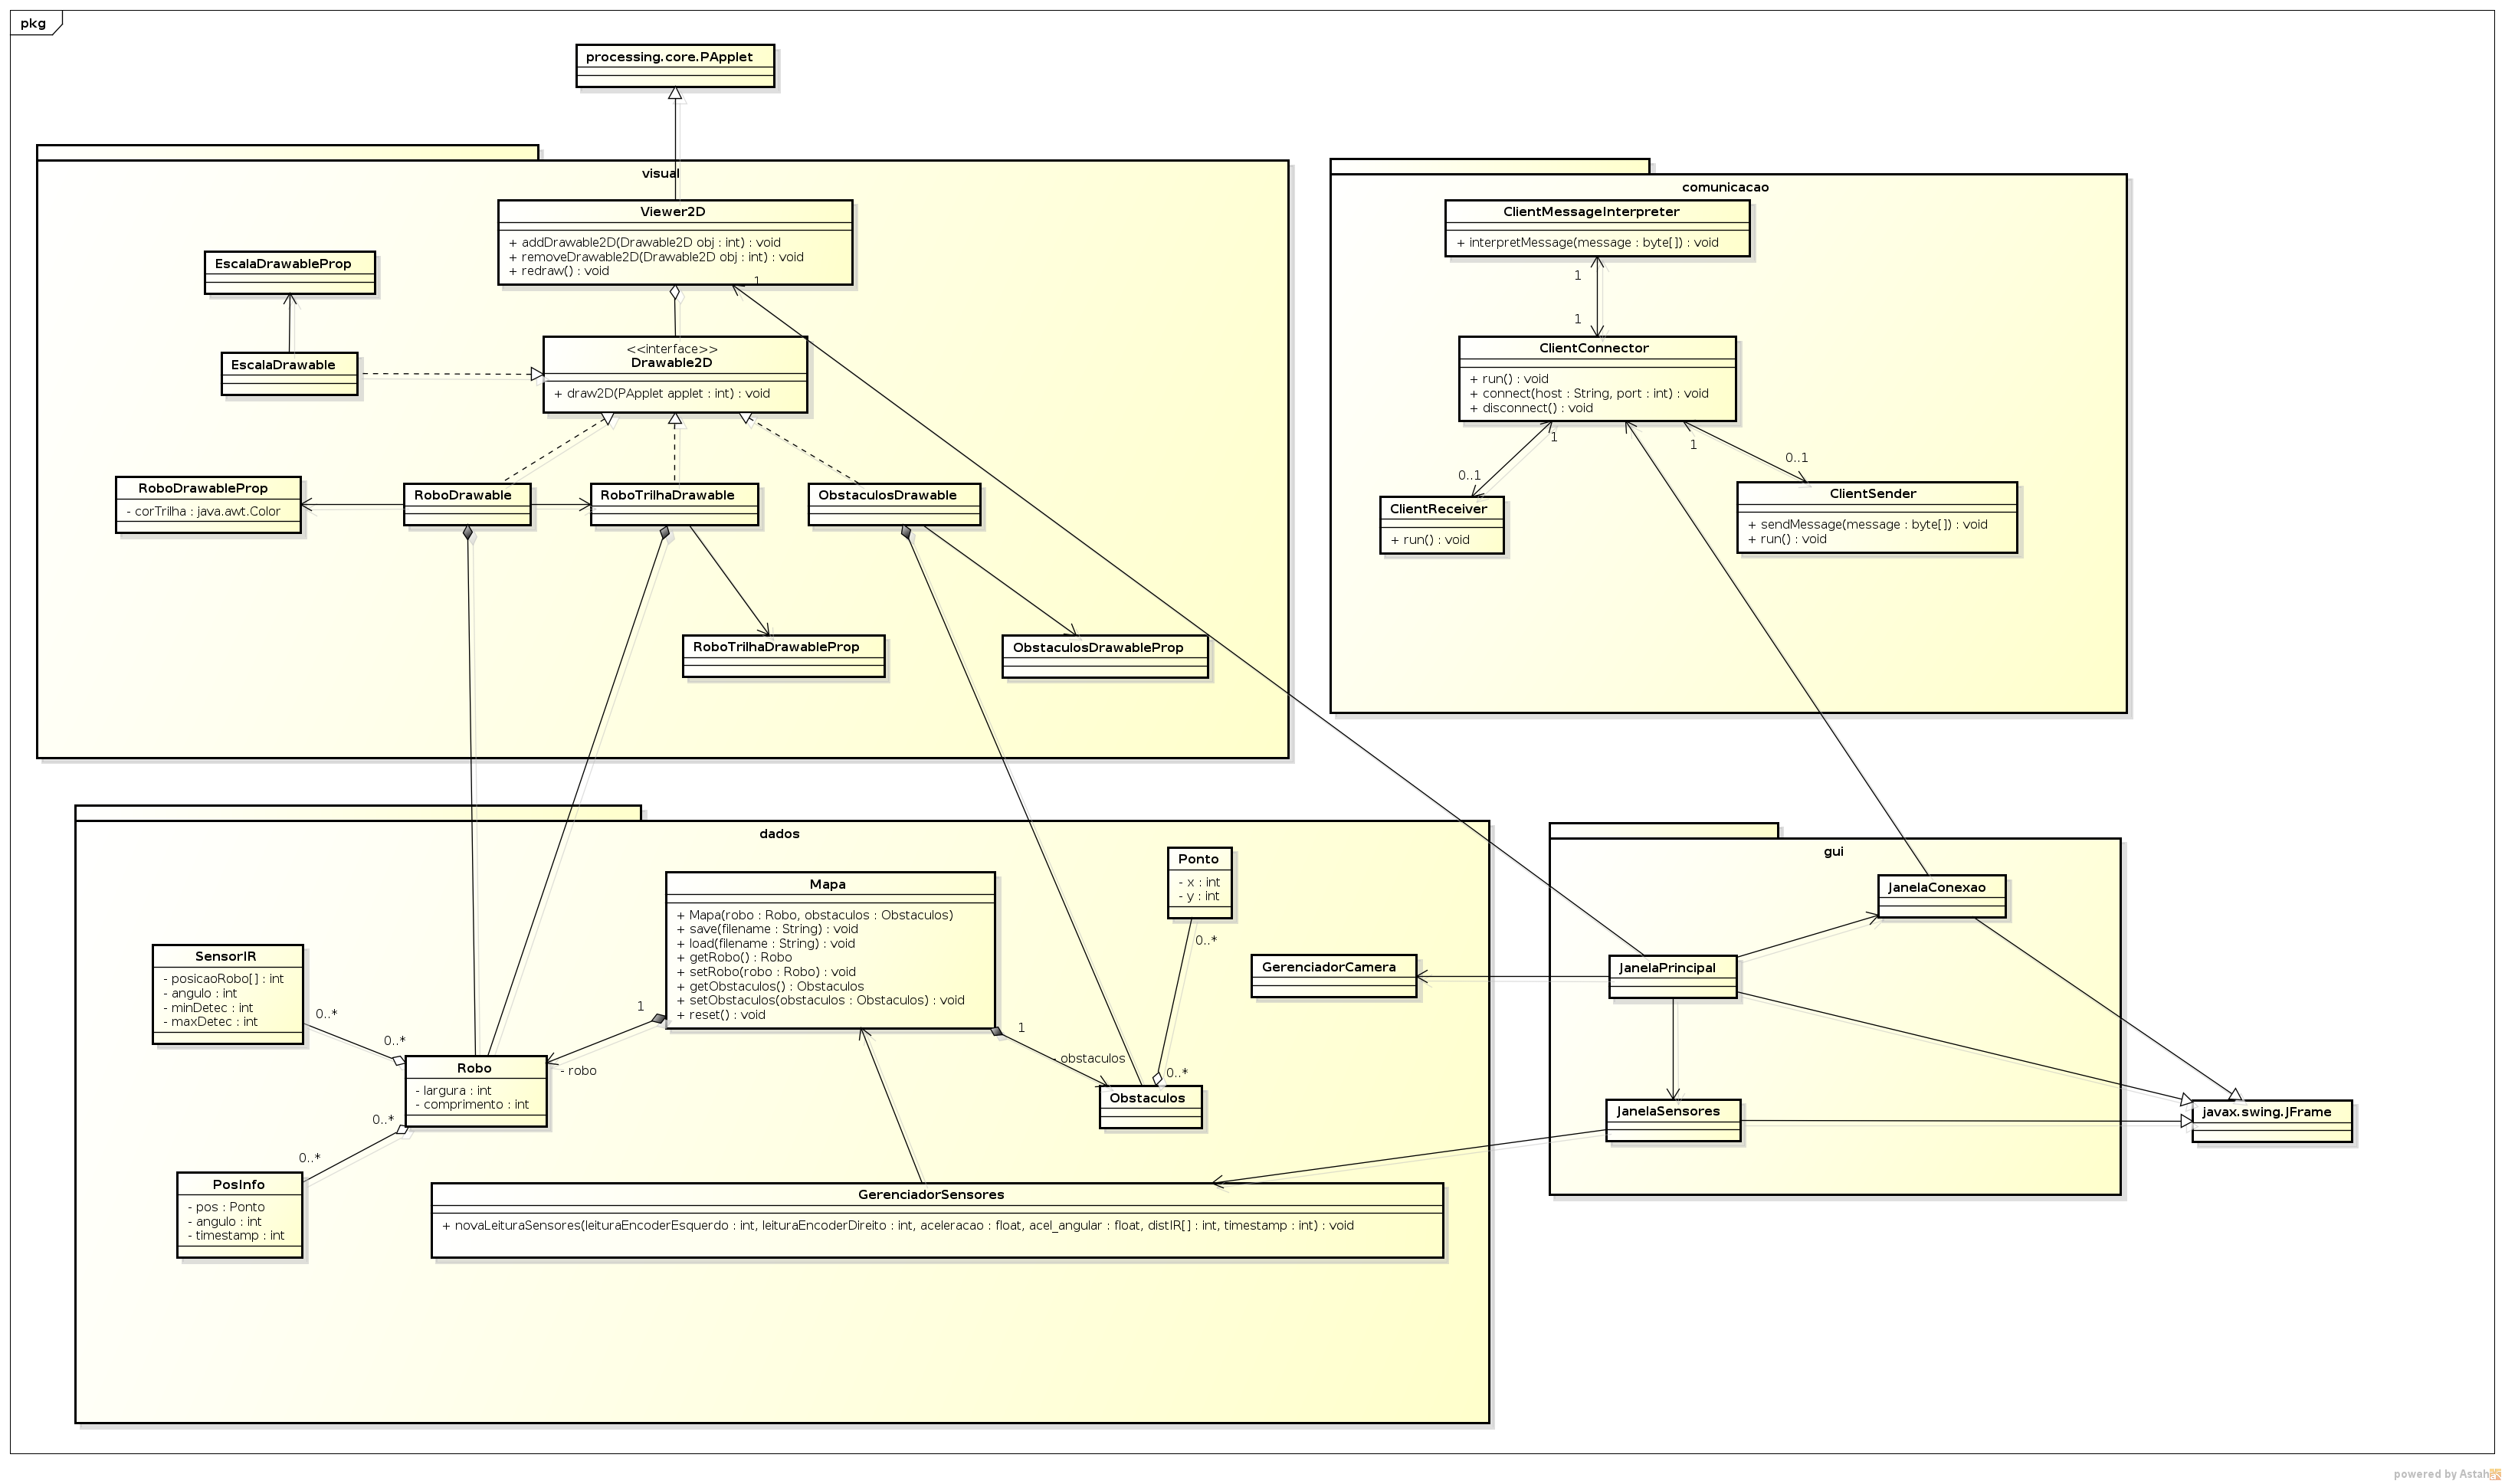 pkg
processing.core.PApplet
visual
Viewer2D
+ addDrawable2D(Drawable2D obj : int) : void
+ removeDrawable2D(Drawable2D obj : int) : void
+ redraw() : void
1
EscalaDrawableProp
EscalaDrawable
<<interface>>
Drawable2D
+ draw2D(PApplet applet : int) : void
RoboDrawableProp
- corTrilha : java.awt.Color
RoboDrawable
RoboTrilhaDrawable
ObstaculosDrawable
RoboTrilhaDrawableProp
ObstaculosDrawableProp
comunicacao
ClientMessageInterpreter
+ interpretMessage(message : byte[]) : void
1
1
ClientConnector
+ run() : void
+ connect(host : String, port : int) : void
+ disconnect() : void
1
1
0..1
0..1
ClientReceiver
+ run() : void
ClientSender
+ sendMessage(message : byte[]) : void
+ run() : void
dados
Mapa
+ Mapa(robo : Robo, obstaculos : Obstaculos)
+ save(filename : String) : void
+ load(filename : String) : void
+ getRobo() : Robo
+ setRobo(robo : Robo) : void
+ getObstaculos() : Obstaculos
+ setObstaculos(obstaculos : Obstaculos) : void
+ reset() : void
Ponto
- x : int
- y : int
0..*
SensorIR
- posicaoRobo[] : int
- angulo : int
- minDetec : int
- maxDetec : int
0..*
0..*
1
- robo
1
- obstaculos
0..*
GerenciadorCamera
Robo
- largura : int
- comprimento : int
0..*
0..*
Obstaculos
PosInfo
- pos : Ponto
- angulo : int
- timestamp : int
GerenciadorSensores
+ novaLeituraSensores(leituraEncoderEsquerdo : int, leituraEncoderDireito : int, aceleracao : float, acel_angular : float, distIR[] : int, timestamp : int) : void
gui
JanelaConexao
JanelaPrincipal
JanelaSensores
javax.swing.JFrame
powered by Astah